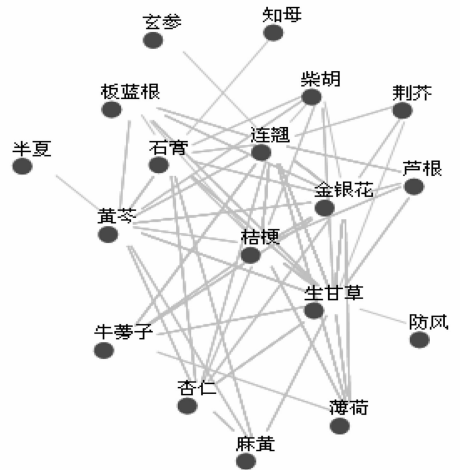 知母
玄参
柴胡
板蓝根
荆芥
连翘
石膏
半夏
芦根
金银花
黄芩
桔梗
生甘草
牛蒡子
防风
杏仁
薄荷
麻黄